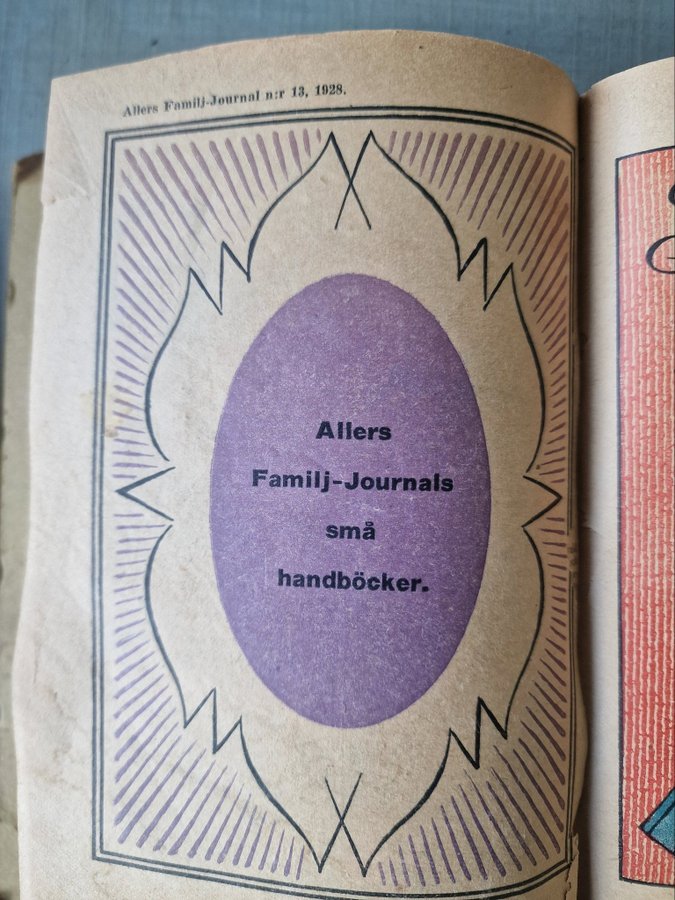 Allers Familj-Journal n:r 13, 1928.
Allers
Familj-Journals
små
handböcker.